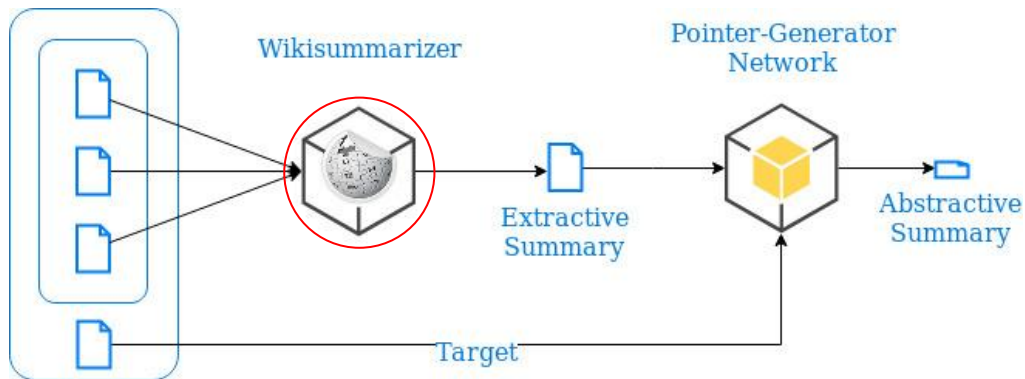 Wikisummarizer
Pointer-Generator
Network
Extractive
Summary
Abstractive
Summary
Target